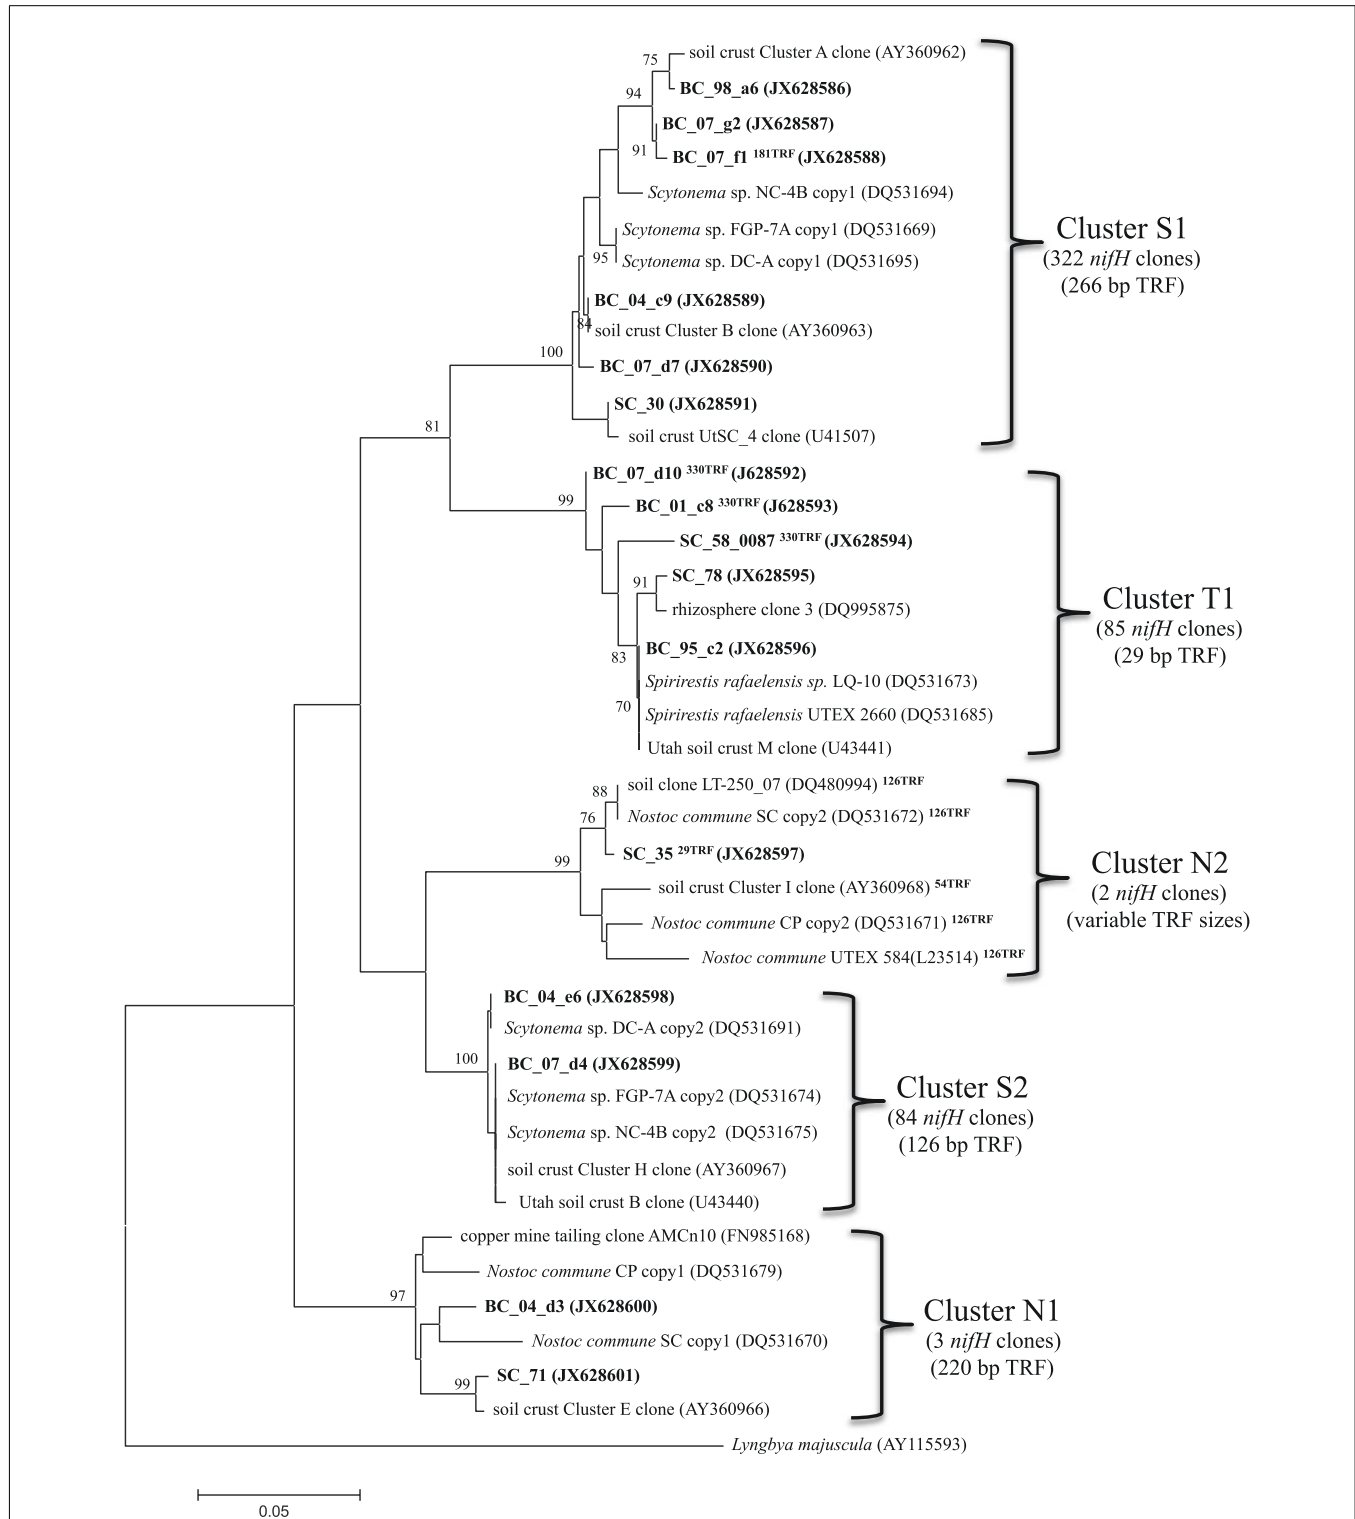 75
soil crust Cluster A clone (AY360962)
BC_98_a6 (JX628586)
94
BC_07_g2 (JX628587)
91
BC_07_f1 181TRF (JX628588)
Scytonema sp. NC-4B copy1 (DQ531694)
Scytonema sp. FGP-7A copy1 (DQ531669)
95
Scytonema sp. DC-A copy1 (DQ531695)
BC_04_c9 (JX628589)
84
soil crust Cluster B clone (AY360963)
100
BC_07_d7 (JX628590)
SC_30 (JX628591)
soil crust UtSC_4 clone (U41507)
Cluster S1
(322 nifH clones)
(266 bp TRF)
81
BC_07_d10 330TRF (J628592)
99
BC_01_c8 330TRF (J628593)
SC_58_0087 330TRF (JX628594)
91
SC_78 (JX628595)
rhizosphere clone 3 (DQ995875)
BC_95_c2 (JX628596)
83
Spirirestis rafaelensis sp. LQ-10 (DQ531673)
70
Spirirestis rafaelensis UTEX 2660 (DQ531685)
Utah soil crust M clone (U43441)
Cluster T1
(85 nifH clones)
(29 bp TRF)
88
soil clone LT-250_07 (DQ480994) 126TRF
76
Nostoc commune SC copy2 (DQ531672) 126TRF
SC_35 29TRF (JX628597)
99
soil crust Cluster I clone (AY360968) 54TRF
Nostoc commune CP copy2 (DQ531671) 126TRF
Nostoc commune UTEX 584(L23514) 126TRF
Cluster N2
(2 nifH clones)
(variable TRF sizes)
BC_04_e6 (JX628598)
Scytonema sp. DC-A copy2 (DQ531691)
100
BC_07_d4 (JX628599)
Scytonema sp. FGP-7A copy2 (DQ531674)
Scytonema sp. NC-4B copy2 (DQ531675)
soil crust Cluster H clone (AY360967)
Utah soil crust B clone (U43440)
Cluster S2
(84 nifH clones)
(126 bp TRF)
copper mine tailing clone AMCn10 (FN985168)
Nostoc commune CP copy1 (DQ531679)
97
BC_04_d3 (JX628600)
Nostoc commune SC copy1 (DQ531670)
99
SC_71 (JX628601)
soil crust Cluster E clone (AY360966)
Cluster N1
(3 nifH clones)
(220 bp TRF)
Lyngbya majuscula (AY115593)
0.05